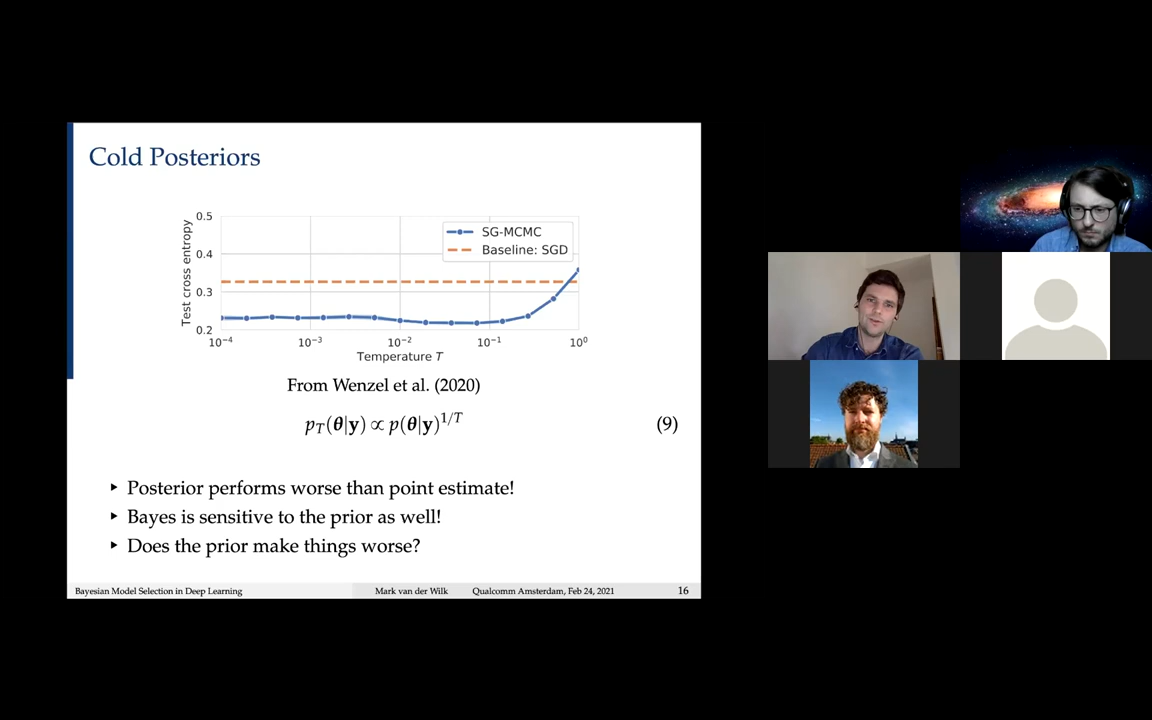 Cold Posteriors
0.5
0.4
0.3
0.2
Test cross entropy
SG-MCMC
Baseline: SGD
10⁻⁴ 10⁻³ 10⁻² 10⁻¹ 10⁰
Temperature T
From Wenzel et al. (2020)
p_T(θ|y) ∝ p(θ|y)^{1/T} (9)
▸ Posterior performs worse than point estimate!
▸ Bayes is sensitive to the prior as well!
▸ Does the prior make things worse?
Bayesian Model Selection in Deep Learning Mark van der Wilk Qualcomm Amsterdam, Feb 24, 2021 16